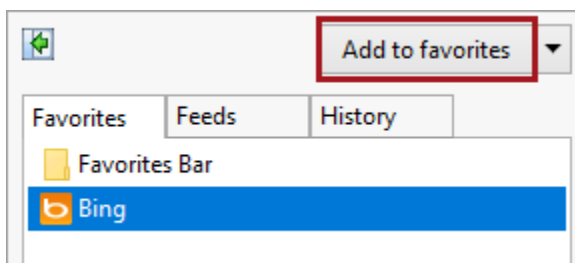 Add to favorites
Favorites Feeds History
Favorites Bar
Bing